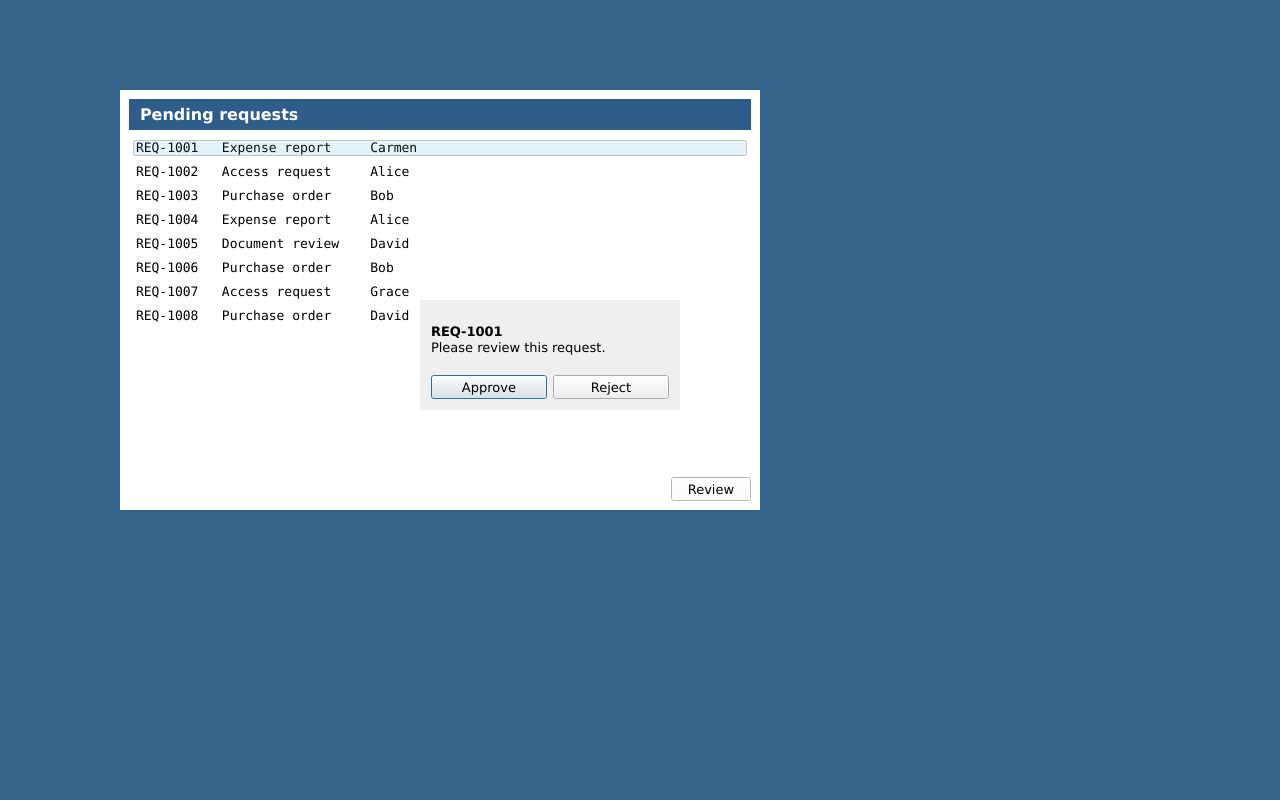 Pending requests
REQ-1001   Expense report     Carmen
REQ-1002   Access request     Alice
REQ-1003   Purchase order     Bob
REQ-1004   Expense report     Alice
REQ-1005   Document review    David
REQ-1006   Purchase order     Bob
REQ-1007   Access request     Grace
REQ-1008   Purchase order     David
REQ-1001
Please review this request.
Approve   Reject
Review